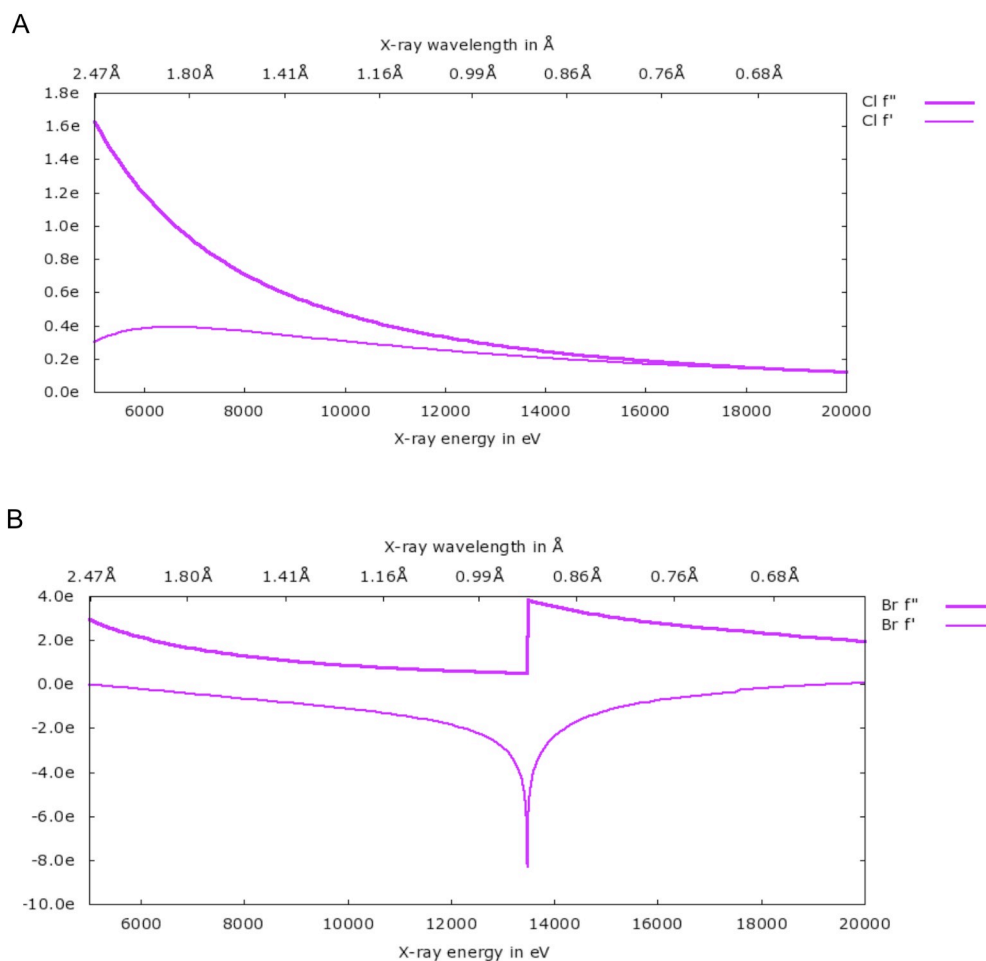 A
X-ray wavelength in Å
2.47Å 1.80Å 1.41Å 1.16Å 0.99Å 0.86Å 0.76Å 0.68Å
1.8e
Cl f"
Cl f'
1.6e
1.4e
1.2e
1.0e
0.8e
0.6e
0.4e
0.2e
0.0e
6000 8000 10000 12000 14000 16000 18000 20000
X-ray energy in eV
B
X-ray wavelength in Å
2.47Å 1.80Å 1.41Å 1.16Å 0.99Å 0.86Å 0.76Å 0.68Å
4.0e
Br f"
Br f'
2.0e
0.0e
-2.0e
-4.0e
-6.0e
-8.0e
-10.0e
6000 8000 10000 12000 14000 16000 18000 20000
X-ray energy in eV